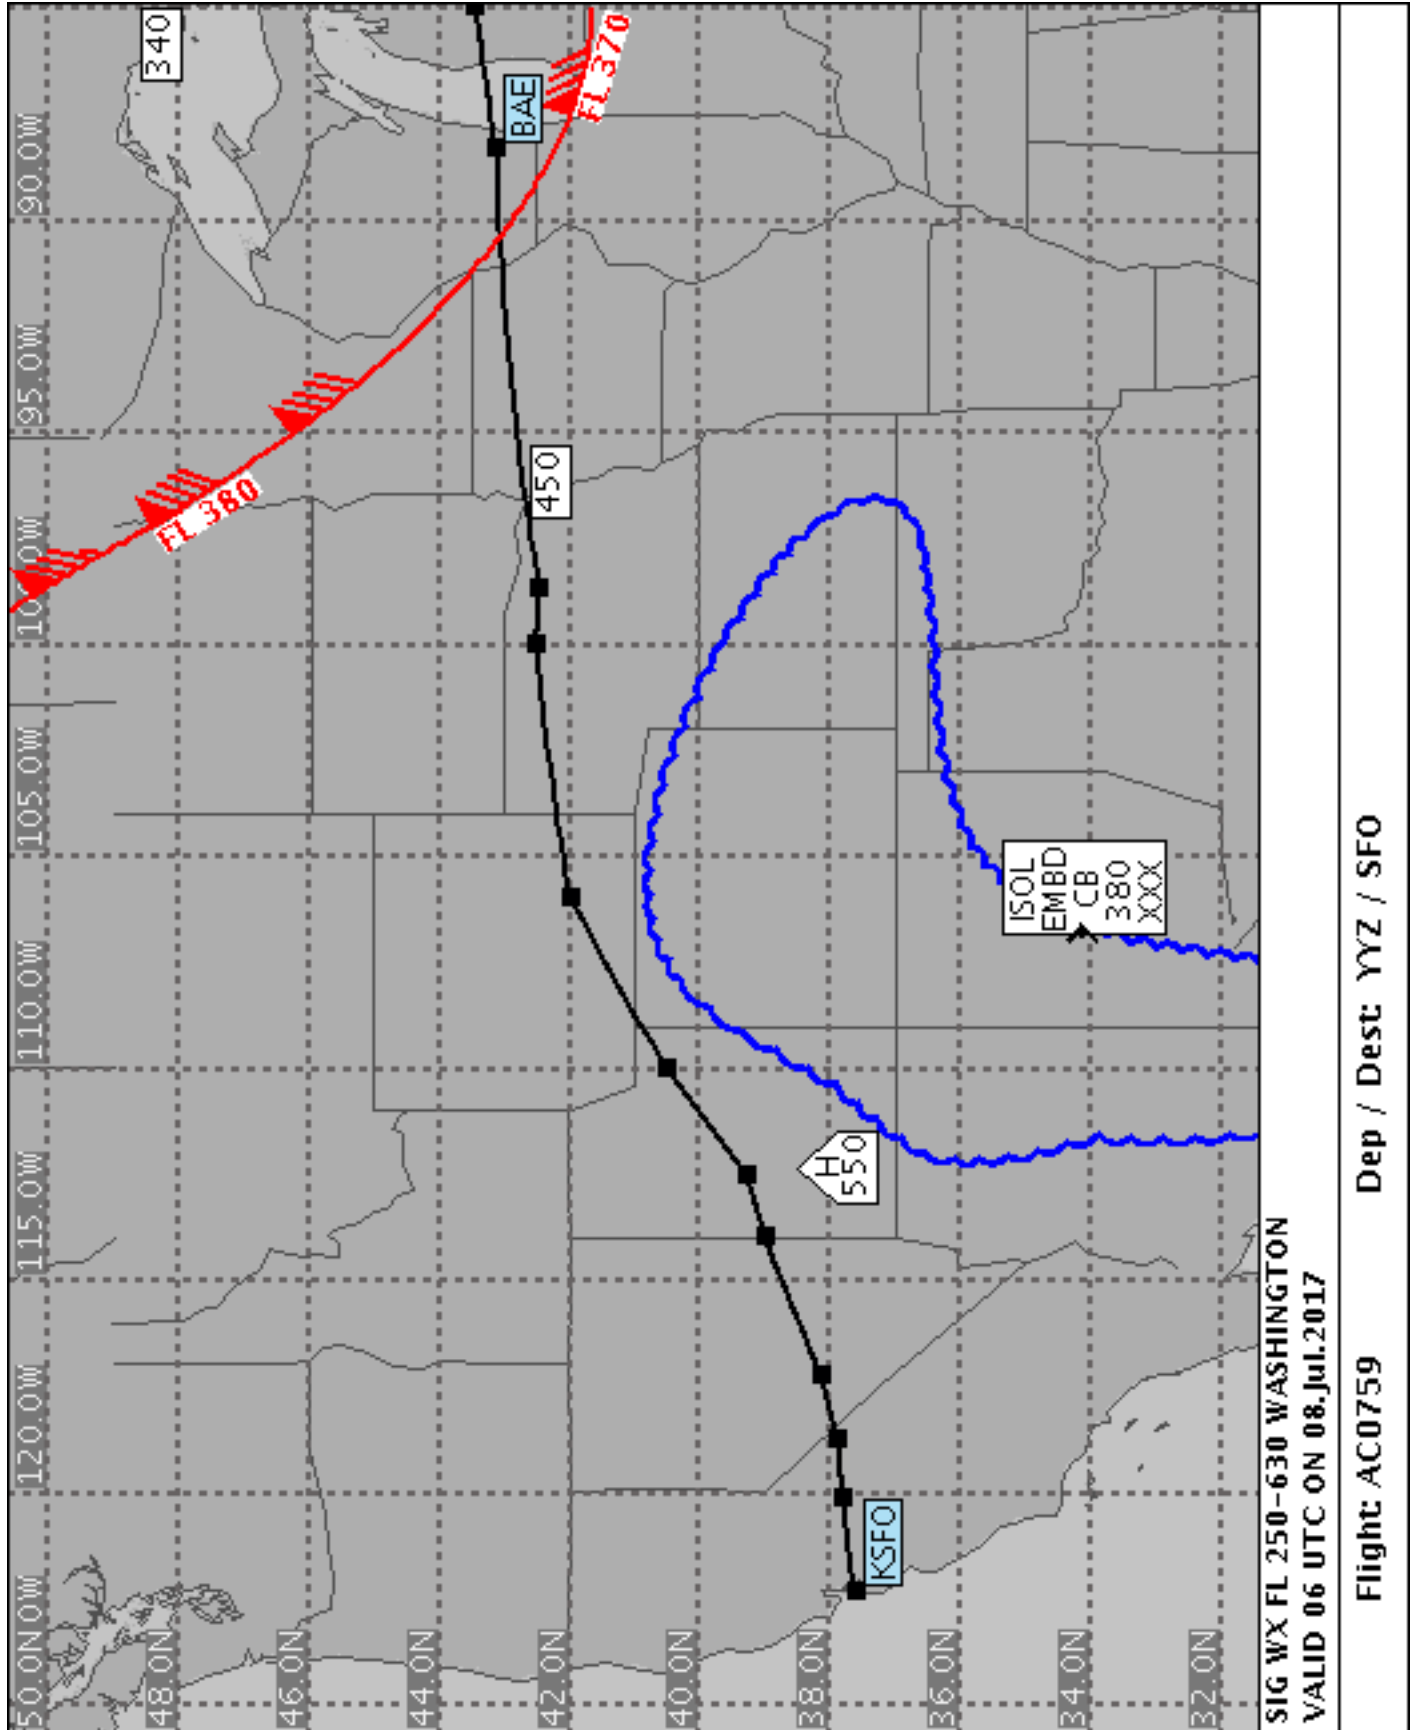 50.0N
48.0N
46.0N
44.0N
42.0N
40.0N
38.0N
36.0N
34.0N
32.0N
120.0W
115.0W
110.0W
105.0W
95.0W
90.0W
340
BAE
FL 370
FL 380
450
ISOL
EMBD
CB
380
XXX
H
550
KSFO
SIG WX FL 250-630 WASHINGTON
VALID 06 UTC ON 08.Jul.2017
Flight: AC0759 Dep / Dest: YYZ / SFO